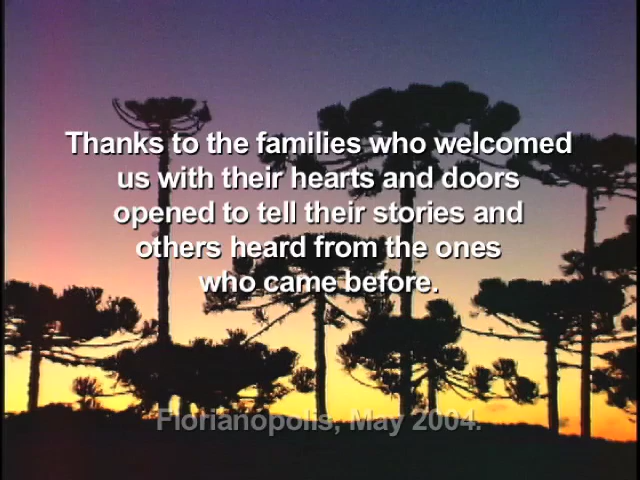 Thanks to the families who welcomed
us with their hearts and doors
opened to tell their stories and
others heard from the ones
who came before.
Florianópolis, May 2004.